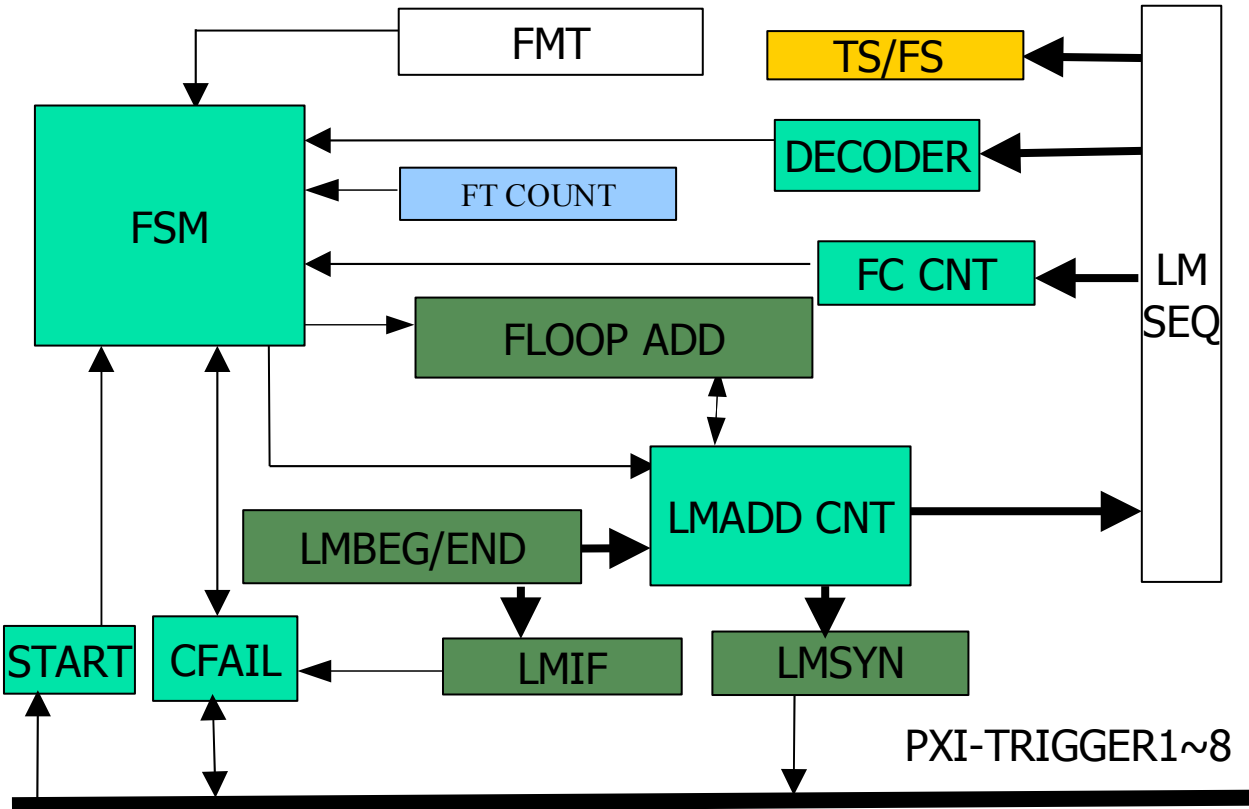 FMT
TS/FS
DECODER
FT COUNT
FSM
FC CNT
LM
SEQ
FLOOP ADD
LMADD CNT
LMBEG/END
START
CFAIL
LMIF
LMSYN
PXI-TRIGGER1~8